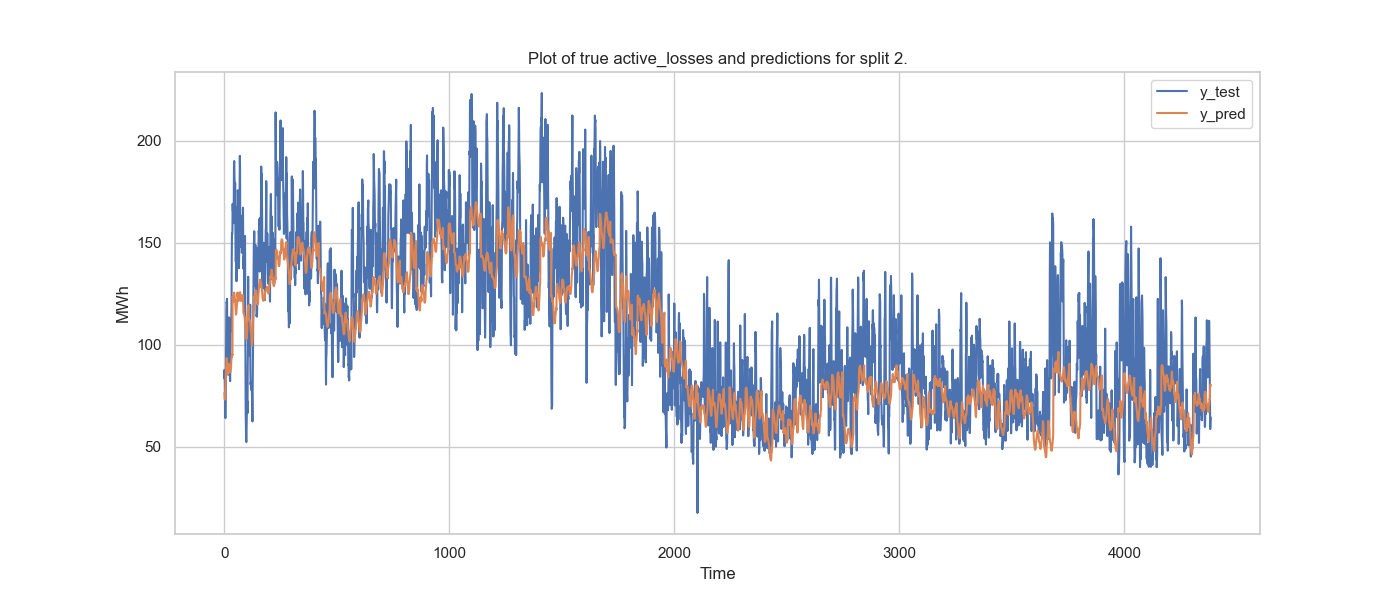 Plot of true active_losses and predictions for split 2.
y_test
y_pred
200
150
100
50
MWh
0 1000 2000 3000 4000
Time